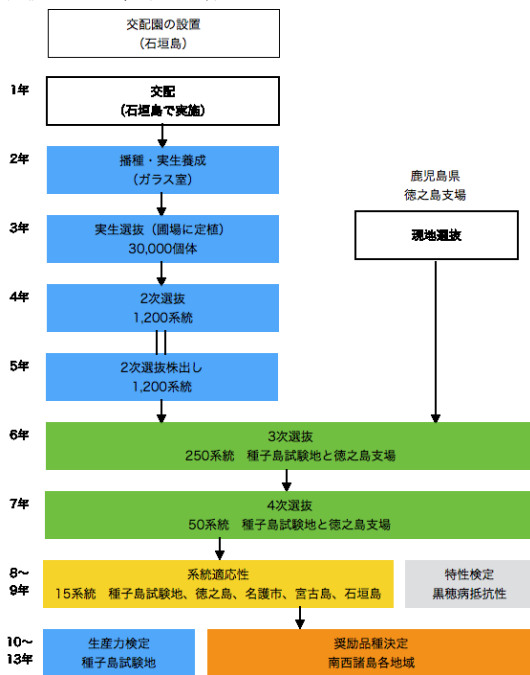 交配園の設置
(石垣島)
1年
交配
(石垣島で実施)
2年
播種・実生養成
(ガラス室)
鹿児島県
徳之島支場
3年
実生選抜（圃場に定植）
30,000個体
現地選抜
4年
2次選抜
1,200系統
5年
2次選抜株出し
1,200系統
6年
3次選抜
250系統 種子島試験地と徳之島支場
7年
4次選抜
50系統 種子島試験地と徳之島支場
8〜
9年
系統適応性
15系統 種子島試験地、徳之島、名護市、宮古島、石垣島
特性検定
黒穂病抵抗性
10〜
13年
生産力検定
種子島試験地
奨励品種決定
南西諸島各地域